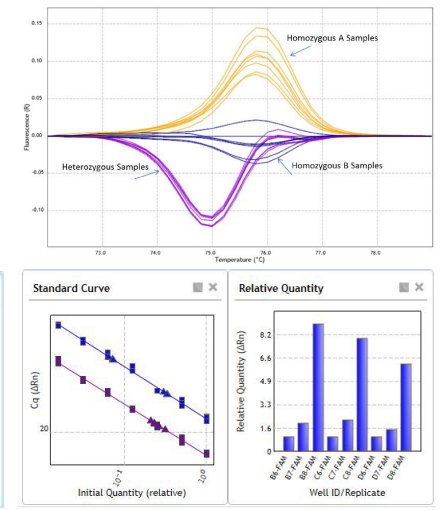 0.15
Homozygous A Samples
0.10
0.05
Fluorescence (R)
0.00
Heterozygous Samples
Homozygous B Samples
-0.05
-0.10
73.0 74.0 75.0 76.0 77.0 78.0
Temperature (°C)
Standard Curve
Cq (ΔRn)
20
10⁻¹ 10⁰
Initial Quantity (relative)
Relative Quantity
Relative Quantity (ΔRn)
8.2
6.6
4.9
3.3
1.6
0
B6-FAM B7-FAM B8-FAM C6-FAM C7-FAM C8-FAM D6-FAM D7-FAM D8-FAM
Well ID/Replicate